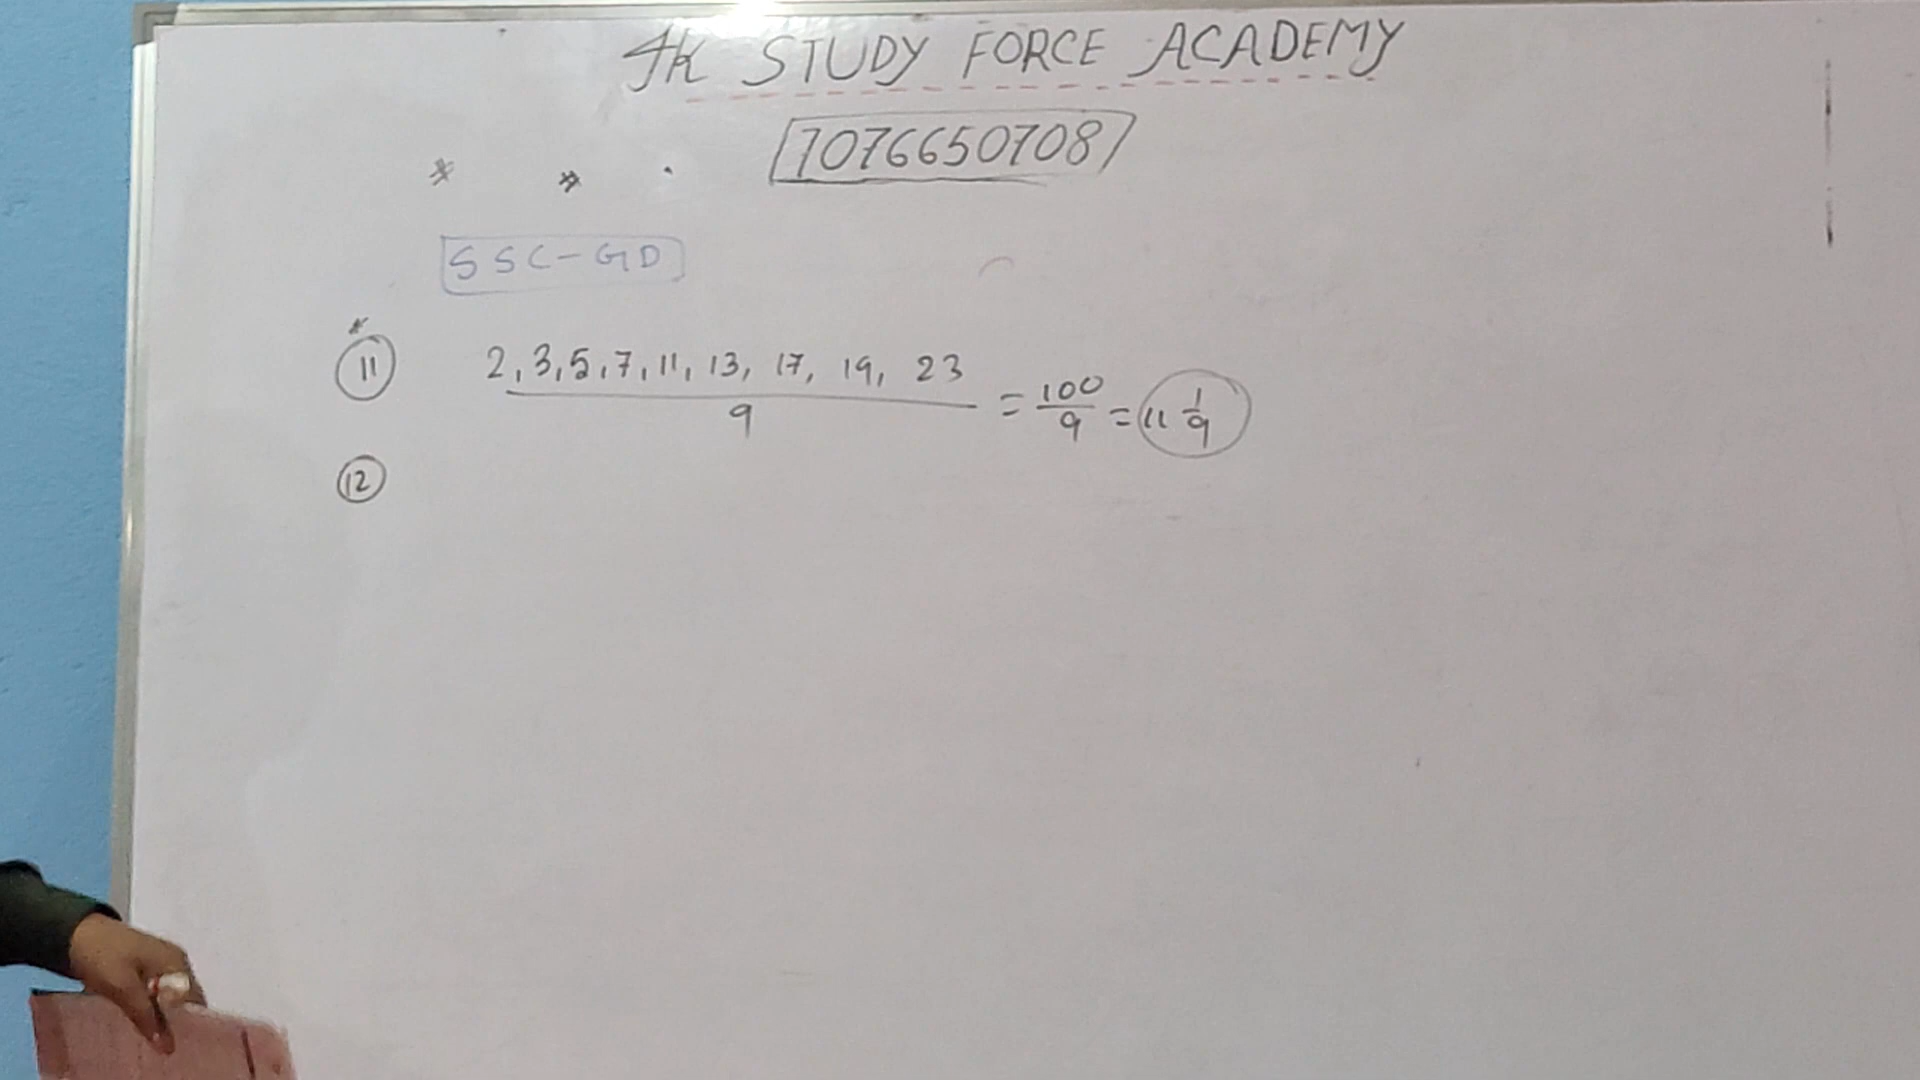 JK STUDY FORCE ACADEMY
7076650708
SSC-GD
11 2, 3, 5, 7, 11, 13, 17, 19, 23 / 9 = 100/9 = 11 1/9
12